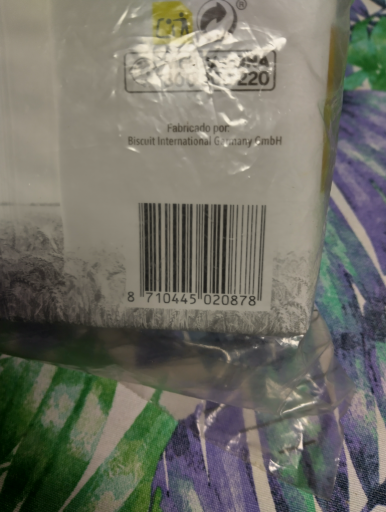 ®
Fabricado por:
Biscuit International Germany GmbH
8 710445 020878